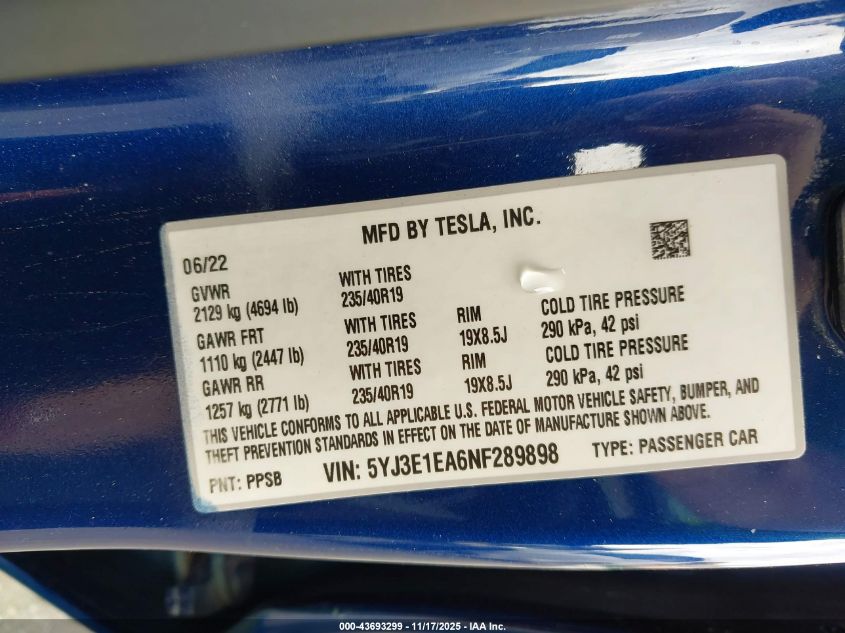 MFD BY TESLA, INC.
06/22
GVWR
2129 kg (4694 lb)
WITH TIRES
235/40R19
GAWR FRT
1110 kg (2447 lb)
WITH TIRES
235/40R19
RIM
19X8.5J
COLD TIRE PRESSURE
290 kPa, 42 psi
GAWR RR
1257 kg (2771 lb)
WITH TIRES
235/40R19
RIM
19X8.5J
COLD TIRE PRESSURE
290 kPa, 42 psi
THIS VEHICLE CONFORMS TO ALL APPLICABLE U.S. FEDERAL MOTOR VEHICLE SAFETY, BUMPER, AND
THEFT PREVENTION STANDARDS IN EFFECT ON THE DATE OF MANUFACTURE SHOWN ABOVE.
PNT: PPSB VIN: 5YJ3E1EA6NF289898 TYPE: PASSENGER CAR
000-43693299 - 11/17/2025 - IAA Inc.